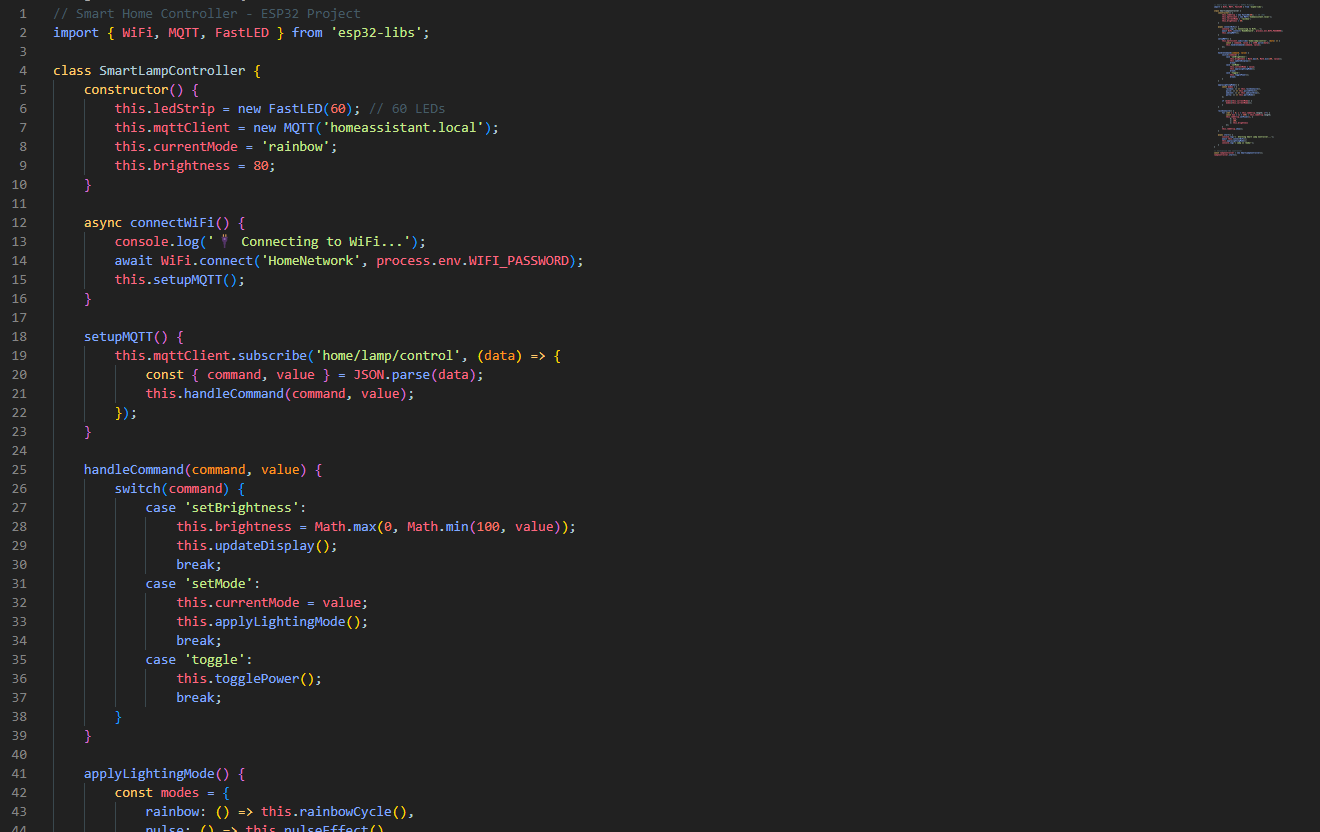 1 // Smart Home Controller - ESP32 Project
2 import { WiFi, MQTT, FastLED } from 'esp32-libs';
3
4 class SmartLampController {
5     constructor() {
6         this.ledStrip = new FastLED(60); // 60 LEDs
7         this.mqttClient = new MQTT('homeassistant.local');
8         this.currentMode = 'rainbow';
9         this.brightness = 80;
10     }
11
12     async connectWiFi() {
13         console.log('🌂 Connecting to WiFi...');
14         await WiFi.connect('HomeNetwork', process.env.WIFI_PASSWORD);
15         this.setupMQTT();
16     }
17
18     setupMQTT() {
19         this.mqttClient.subscribe('home/lamp/control', (data) => {
20             const { command, value } = JSON.parse(data);
21             this.handleCommand(command, value);
22         });
23     }
24
25     handleCommand(command, value) {
26         switch(command) {
27             case 'setBrightness':
28                 this.brightness = Math.max(0, Math.min(100, value));
29                 this.updateDisplay();
30                 break;
31             case 'setMode':
32                 this.currentMode = value;
33                 this.applyLightingMode();
34                 break;
35             case 'toggle':
36                 this.togglePower();
37                 break;
38         }
39     }
40
41     applyLightingMode() {
42         const modes = {
43             rainbow: () => this.rainbowCycle(),
44             pulse: () => this.pulseEffect(),